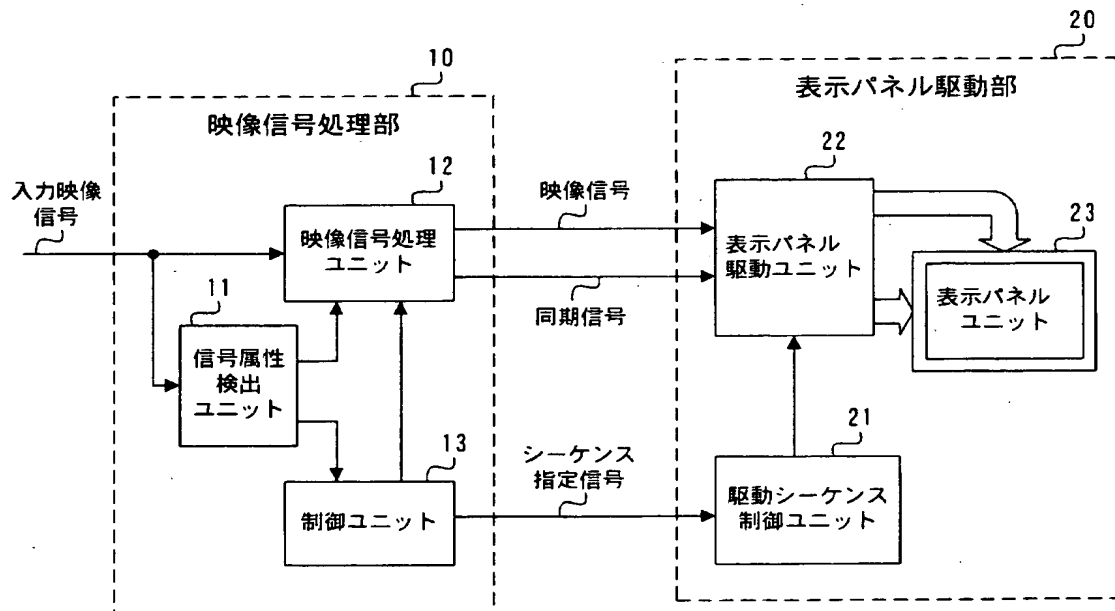 20
10
表示パネル駆動部
映像信号処理部
22
12
入力映像
信号
映像信号
23
映像信号処理
ユニット
表示パネル
駆動ユニット
11
表示パネル
ユニット
同期信号
信号属性
検出
ユニット
21
13
シーケンス
指定信号
制御ユニット
駆動シーケンス
制御ユニット